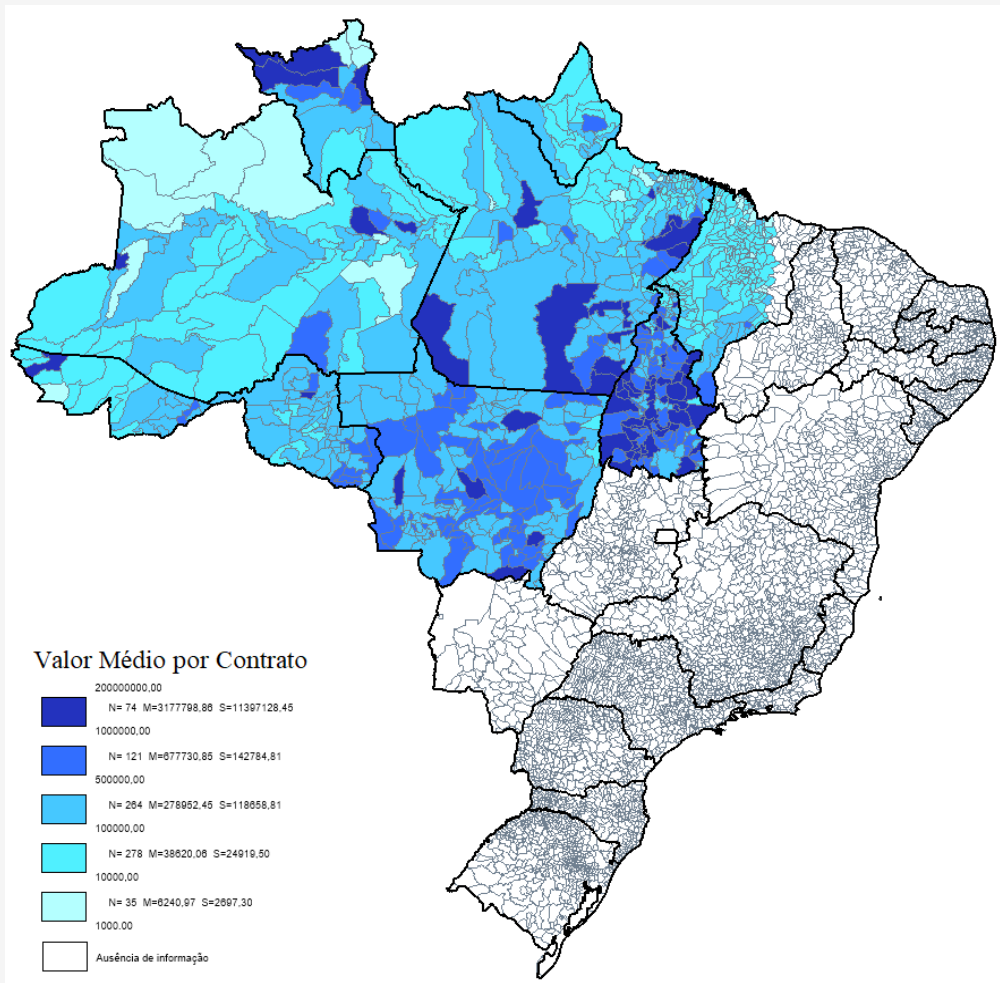 Valor Médio por Contrato
200000000,00
N= 74 M=3177798,86 S=11397128,45
1000000,00
N= 121 M=677730,85 S=142784,81
500000,00
N= 264 M=278952,45 S=118658,81
100000,00
N= 278 M=38620,06 S=24919,50
10000,00
N= 35 M=6240,97 S=2697,30
1000,00
Ausência de informação